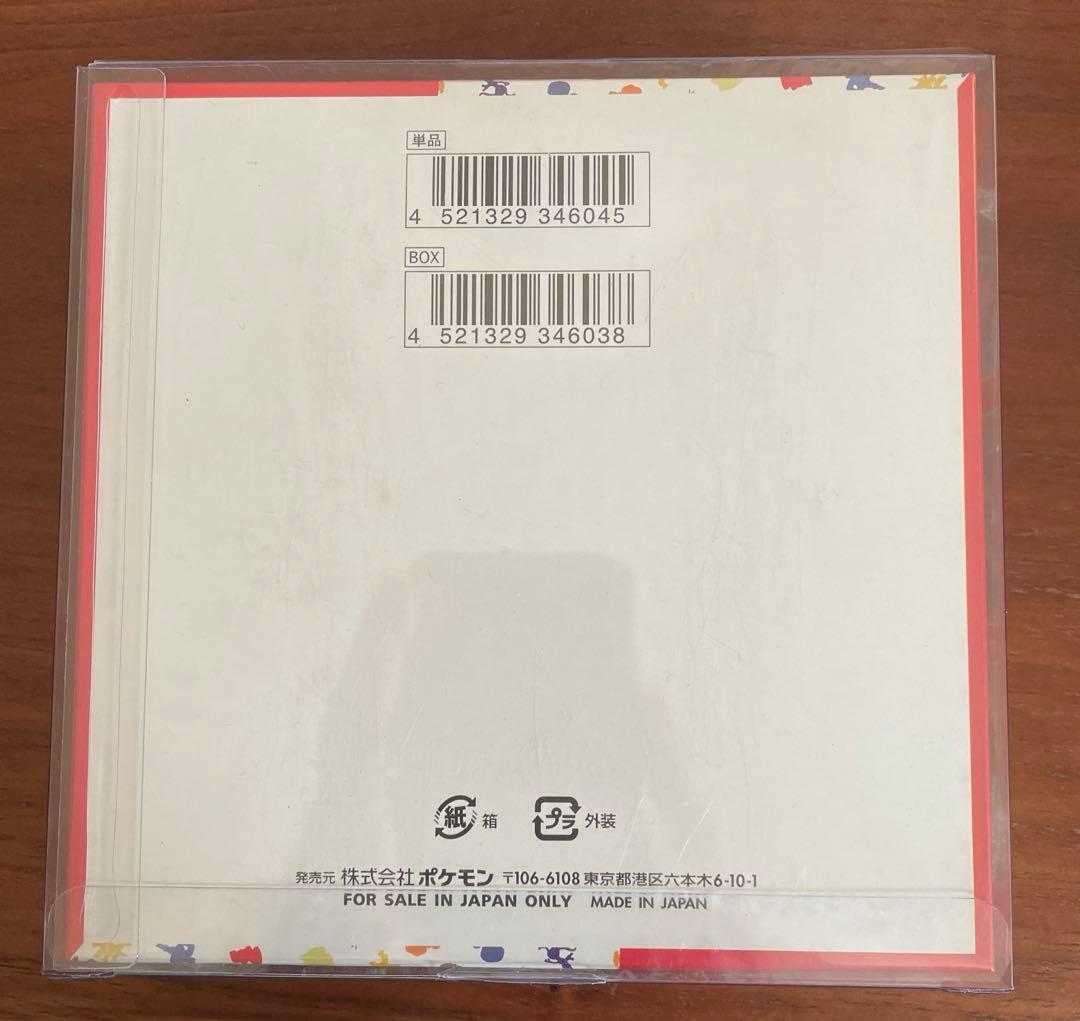 単品
4 521329 346045
BOX
4 521329 346038
紙 箱 プラ 外装
発売元 株式会社ポケモン 〒106-6108 東京都港区六本木6-10-1
FOR SALE IN JAPAN ONLY MADE IN JAPAN